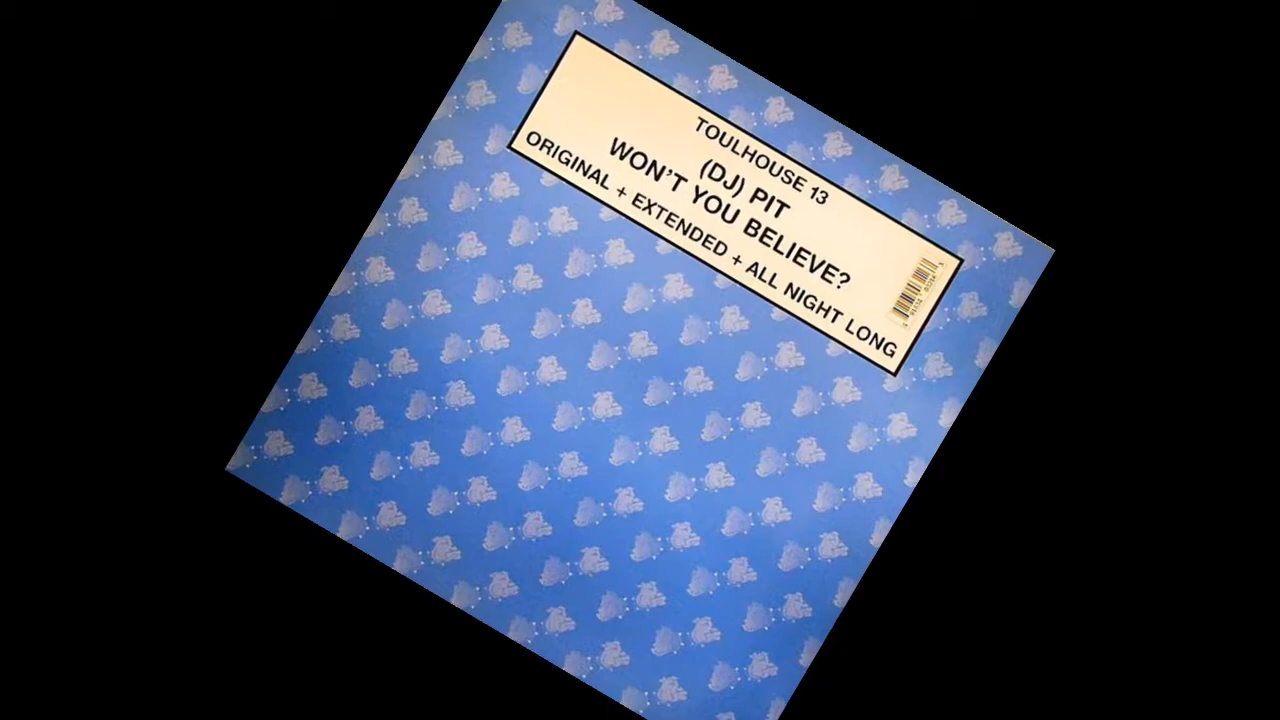 TOULHOUSE 13
(DJ) PIT
WON'T YOU BELIEVE?
ORIGINAL + EXTENDED + ALL NIGHT LONG